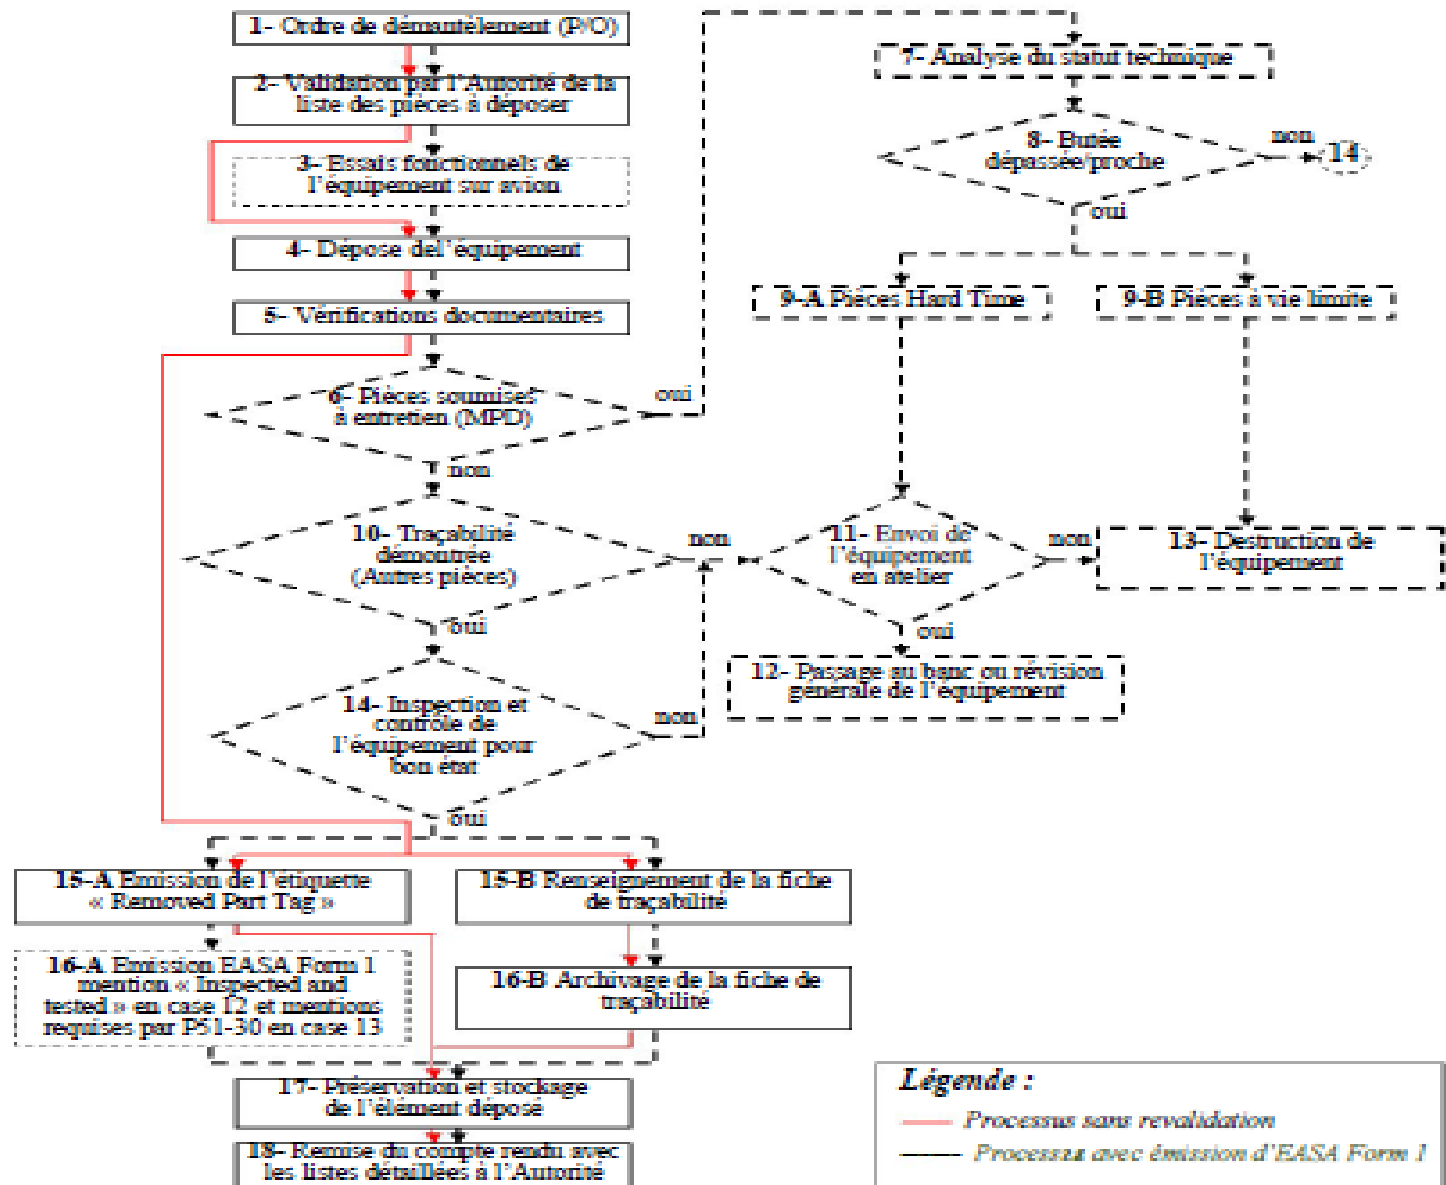 1- Ordre de démantèlement (P/O)
2- Validation par l'Autorité de la
liste des pièces à déposer
3- Essais fonctionnels de
l'équipement sur avion
4- Dépose del'équipement
5- Vérifications documentaires
6- Pièces soumises
à entretien (MPD)
oui
non
7- Analyse du statut technique
8- Butée
dépassée/proche
non
14
oui
9-A Pièces Hard Time
9-B Pièces à vie limite
10- Traçabilité
démontrée
(Autres pièces)
non
oui
11- Envoi de
l'équipement
en atelier
non
oui
13- Destruction de
l'équipement
12- Passage au banc ou révision
générale de l'équipement
14- Inspection et
contrôle de
l'équipement pour
bon état
non
oui
15-A Emission de l'étiquette
« Removed Part Tag »
15-B Renseignement de la fiche
de traçabilité
16-A Emission EASA Form 1
mention « Inspected and
tested » en case 12 et mentions
requises par P51-30 en case 13
16-B Archivage de la fiche de
traçabilité
17- Préservation et stockage
de l'élément déposé
18- Remise du compte rendu avec
les listes détaillées à l'Autorité
Légende :
Processus sans revalidation
Processus avec émission d'EASA Form 1